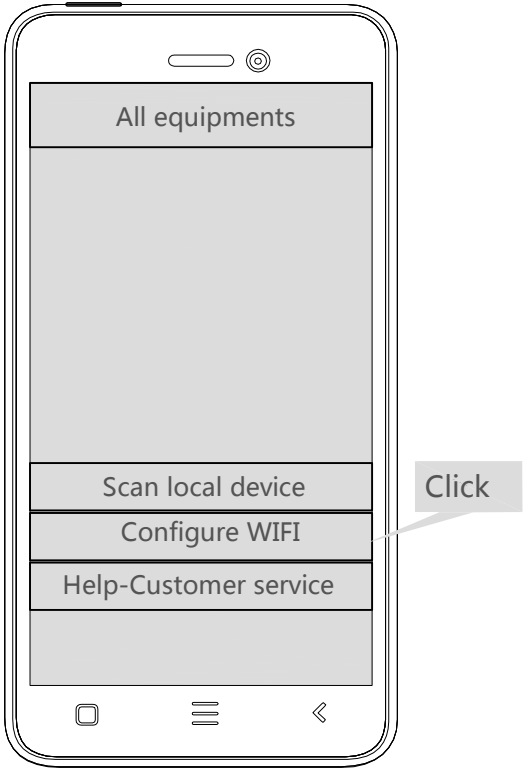 All equipments
Scan local device
Click
Configure WIFI
Help-Customer service